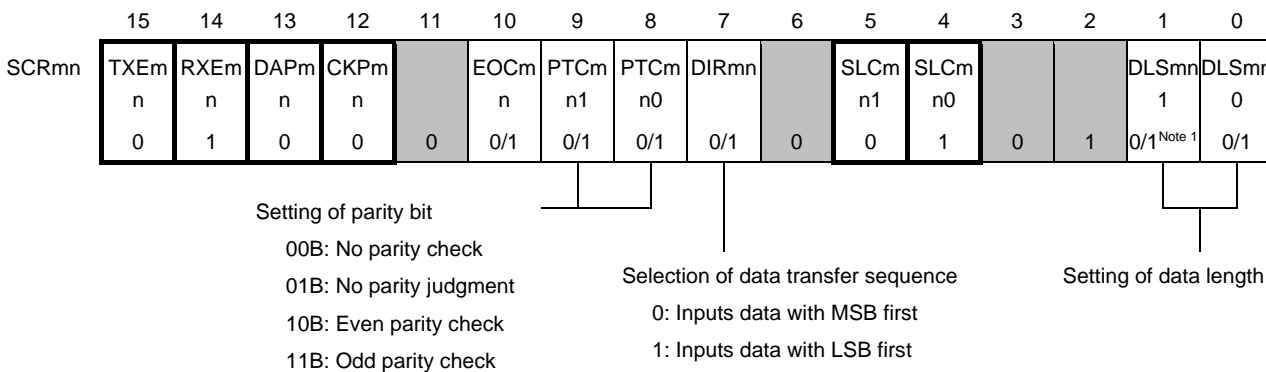 15 14 13 12 11 10 9 8 7 6 5 4 3 2 1 0
SCRmn TXEm RXEm DAPm CKPm EOCm PTCm PTCm DIRmn SLCm SLCm DLSmn DLSmn
n n n n n n1 n0 n1 n0 1 0
0 1 0 0 0 0/1 0/1 0/1 0/1 0 0 1 0 1 0/1 Note 1 0/1
Setting of parity bit
00B: No parity check
01B: No parity judgment
10B: Even parity check
11B: Odd parity check
Selection of data transfer sequence
0: Inputs data with MSB first
1: Inputs data with LSB first
Setting of data length